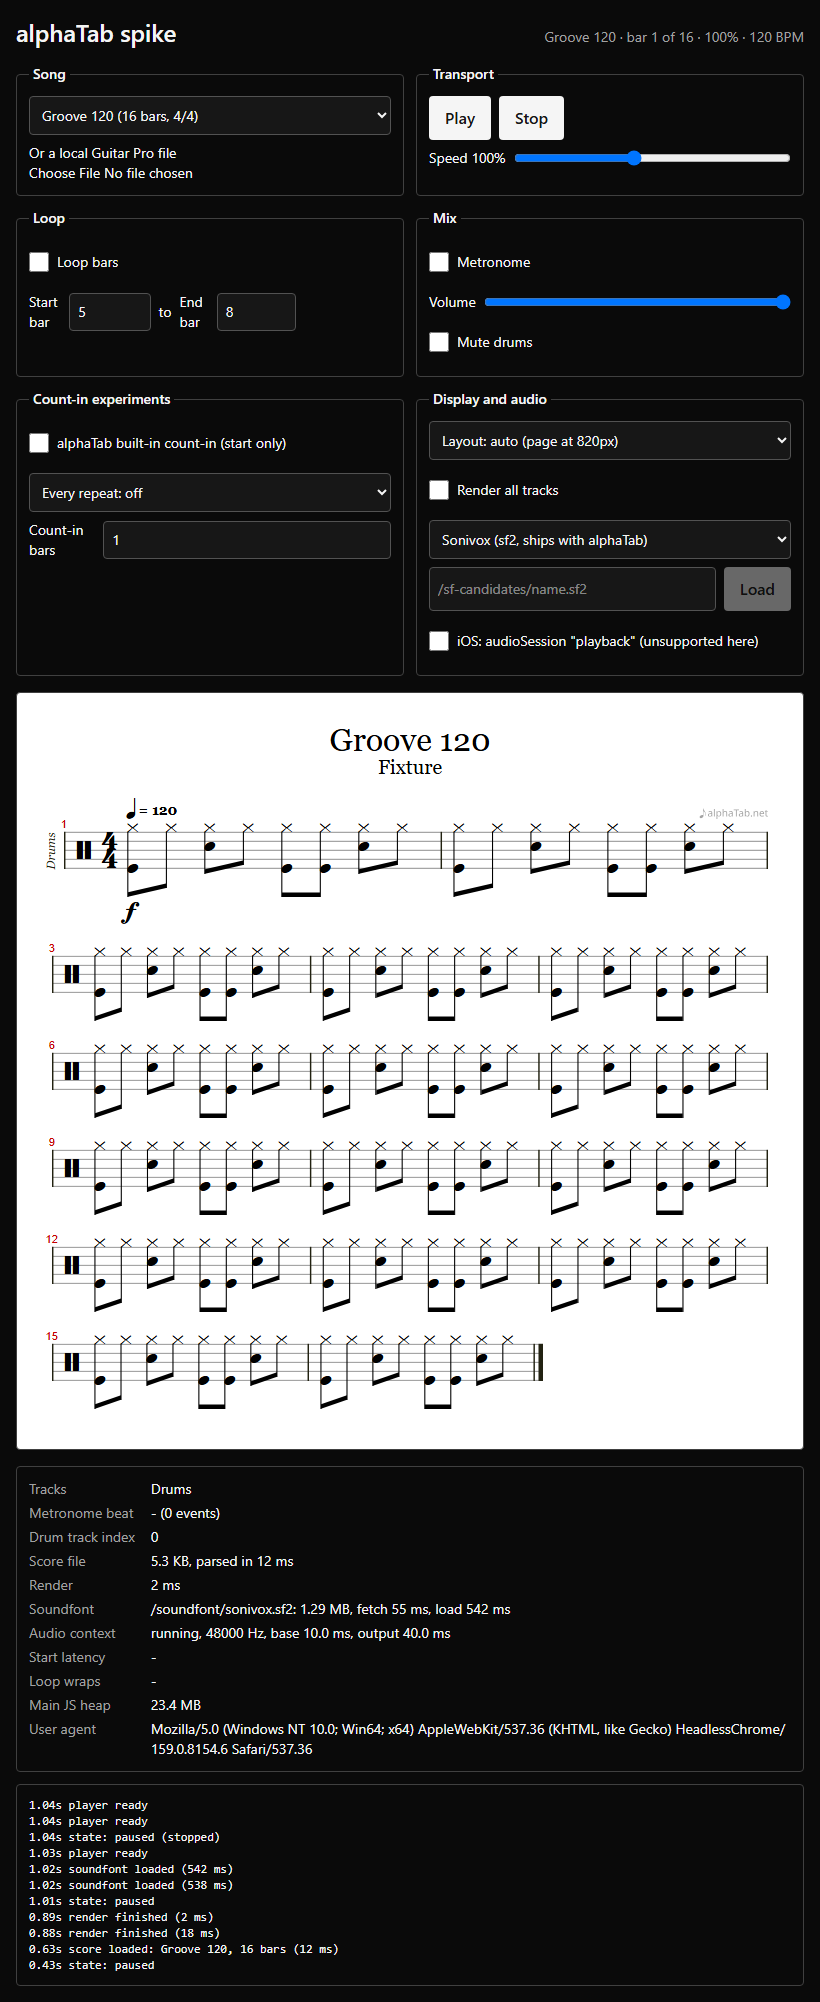 alphaTab spike
Groove 120 · bar 1 of 16 · 100% · 120 BPM
Song
Groove 120 (16 bars, 4/4)
Or a local Guitar Pro file
Choose File No file chosen
Transport
Play
Stop
Speed 100%
Loop
Loop bars
Start bar
5
to
End bar
8
Mix
Metronome
Volume
Mute drums
Count-in experiments
alphaTab built-in count-in (start only)
Every repeat: off
Count-in bars
1
Display and audio
Layout: auto (page at 820px)
Render all tracks
Sonivox (sf2, ships with alphaTab)
/sf-candidates/name.sf2
Load
iOS: audioSession "playback" (unsupported here)
Groove 120
Fixture
= 120
♪alphaTab.net
1
Drums
4
4
f
3
6
9
12
15
Tracks Drums
Metronome beat - (0 events)
Drum track index 0
Score file 5.3 KB, parsed in 12 ms
Render 2 ms
Soundfont /soundfont/sonivox.sf2: 1.29 MB, fetch 55 ms, load 542 ms
Audio context running, 48000 Hz, base 10.0 ms, output 40.0 ms
Start latency -
Loop wraps -
Main JS heap 23.4 MB
User agent Mozilla/5.0 (Windows NT 10.0; Win64; x64) AppleWebKit/537.36 (KHTML, like Gecko) HeadlessChrome/
159.0.8154.6 Safari/537.36
1.04s player ready
1.04s player ready
1.04s state: paused (stopped)
1.03s player ready
1.02s soundfont loaded (542 ms)
1.02s soundfont loaded (538 ms)
1.01s state: paused
0.89s render finished (2 ms)
0.88s render finished (18 ms)
0.63s score loaded: Groove 120, 16 bars (12 ms)
0.43s state: paused